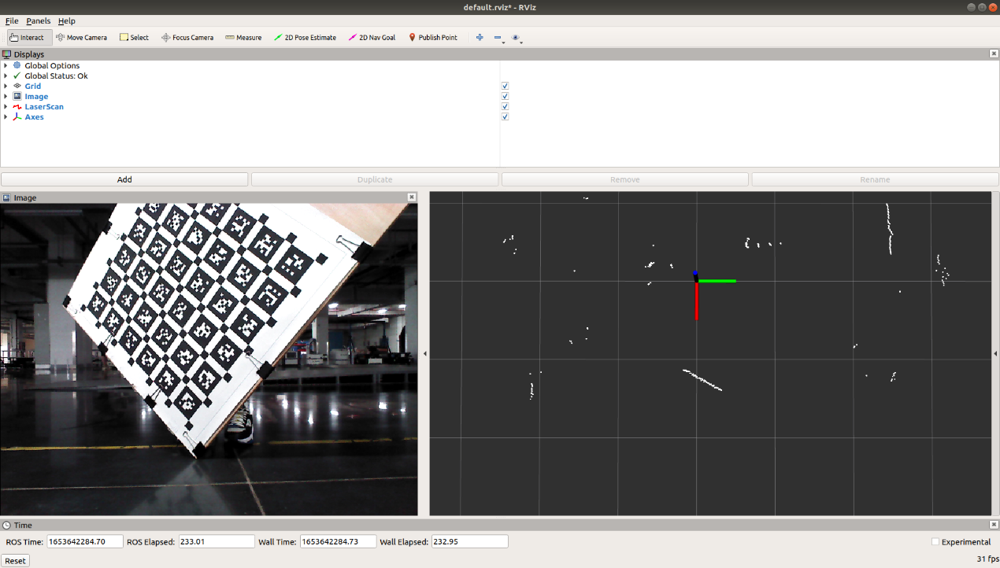 default.rviz* - RViz
File Panels Help
Interact Move Camera Select Focus Camera Measure 2D Pose Estimate 2D Nav Goal Publish Point
Displays
Global Options
Global Status: Ok
Grid
Image
LaserScan
Axes
Add Duplicate Remove Rename
Image
Time
ROS Time: 1653642284.70 ROS Elapsed: 233.01 Wall Time: 1653642284.73 Wall Elapsed: 232.95 Experimental
Reset 31 fps